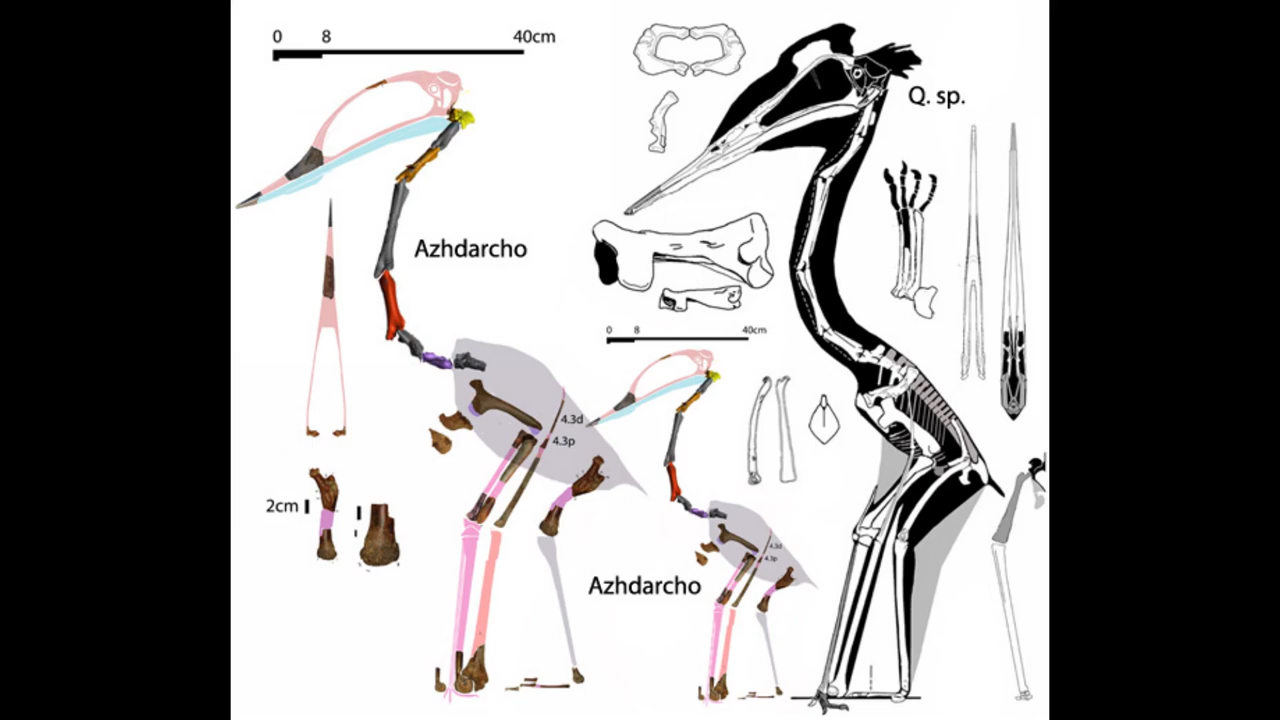 0 8 40cm
Q. sp.
Azhdarcho
0 8 40cm
4.3d
4.3p
2cm
4.3d
4.3p
Azhdarcho